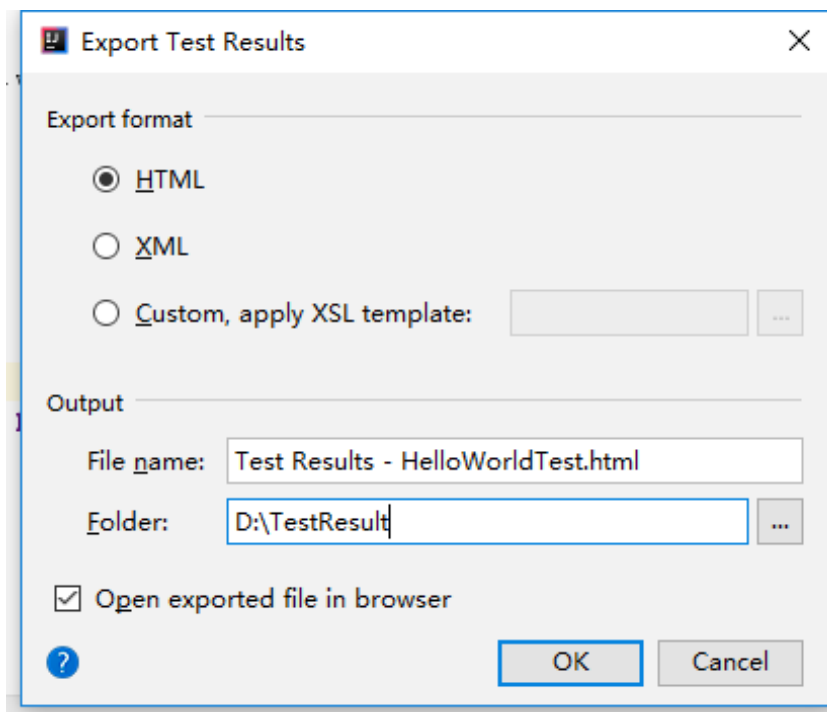 Export Test Results
Export format
HTML
XML
Custom, apply XSL template:
...
Output
File name: Test Results - HelloWorldTest.html
Folder: D:\TestResult
...
Open exported file in browser
? OK Cancel